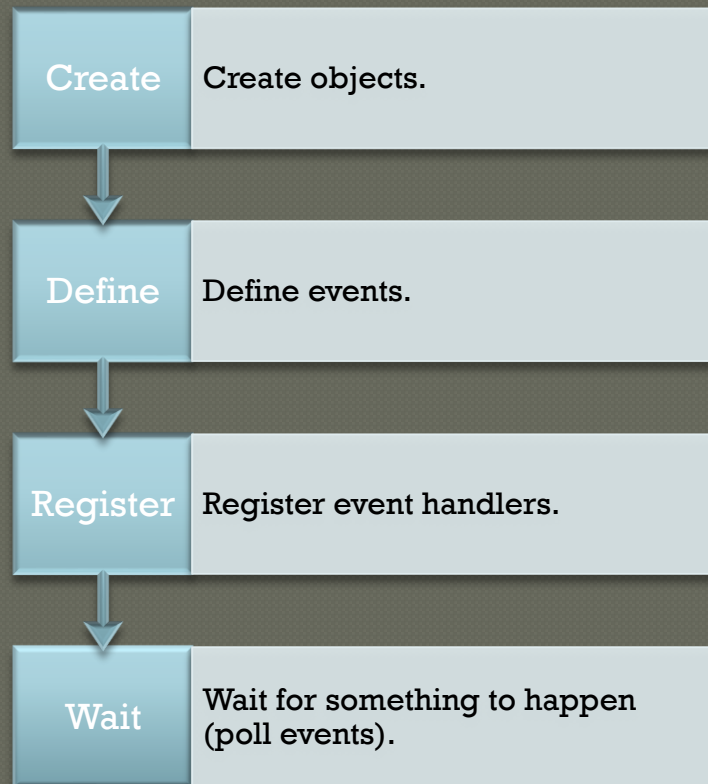 Create
Create objects.
Define
Define events.
Register
Register event handlers.
Wait
Wait for something to happen
(poll events).